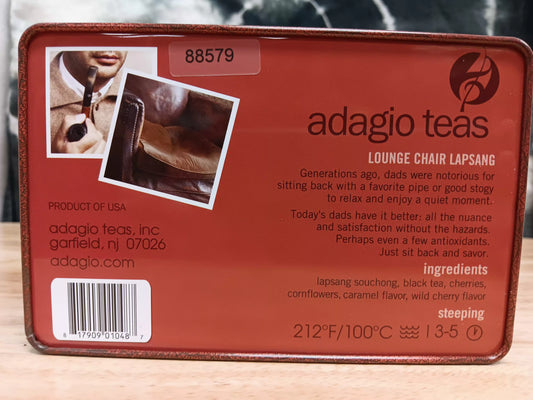 88579
adagio teas
LOUNGE CHAIR LAPSANG
Generations ago, dads were notorious for
sitting back with a favorite pipe or good stogy
to relax and enjoy a quiet moment.
Today's dads have it better: all the nuance
and satisfaction without the hazards.
Perhaps even a few antioxidants.
Just sit back and savor.
ingredients
lapsang souchong, black tea, cherries,
cornflowers, caramel flavor, wild cherry flavor
steeping
212°F/100°C | 3-5
PRODUCT OF USA
adagio teas, inc
garfield, nj 07026
adagio.com
6 17909 01048 7